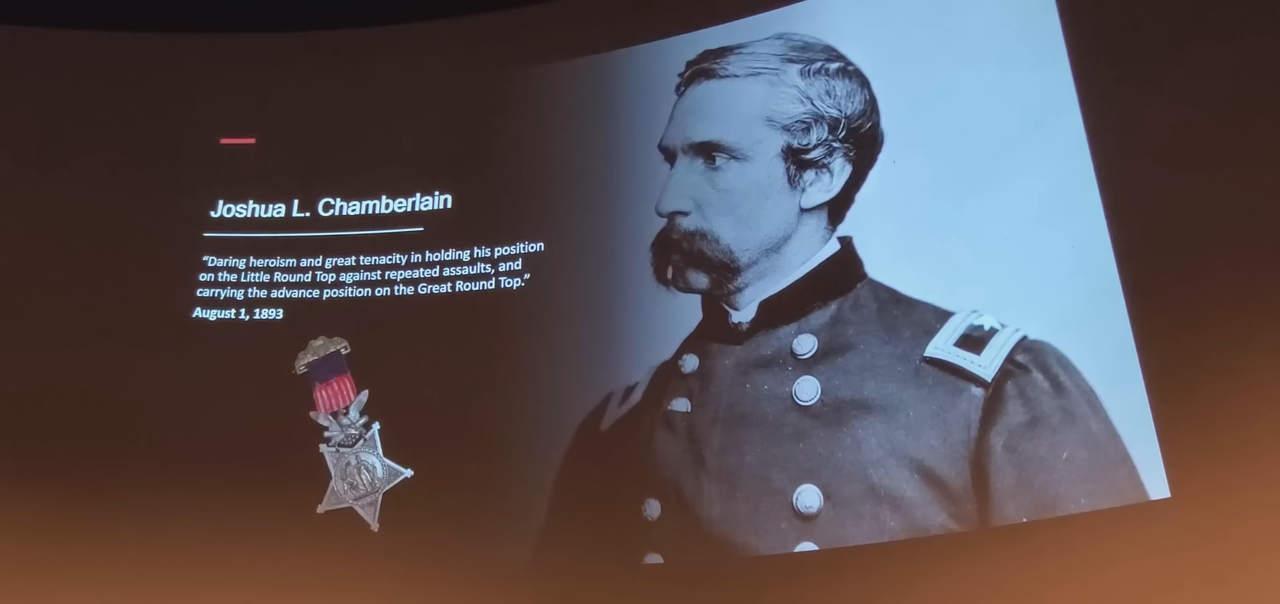 Joshua L. Chamberlain
“Daring heroism and great tenacity in holding his position
on the Little Round Top against repeated assaults, and
carrying the advance position on the Great Round Top.”
August 1, 1893